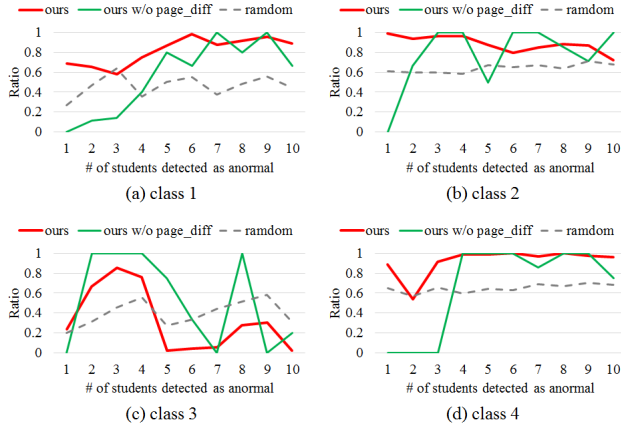 ours ours w/o page_diff ramdom
1
0.8
0.6
0.4
0.2
0
Ratio
1 2 3 4 5 6 7 8 9 10
# of students detected as anormal
(a) class 1
ours ours w/o page_diff ramdom
1
0.8
0.6
0.4
0.2
0
Ratio
1 2 3 4 5 6 7 8 9 10
# of students detected as anormal
(b) class 2
ours ours w/o page_diff ramdom
1
0.8
0.6
0.4
0.2
0
Ratio
1 2 3 4 5 6 7 8 9 10
# of students detected as anormal
(c) class 3
ours ours w/o page_diff ramdom
1
0.8
0.6
0.4
0.2
0
Ratio
1 2 3 4 5 6 7 8 9 10
# of students detected as anormal
(d) class 4